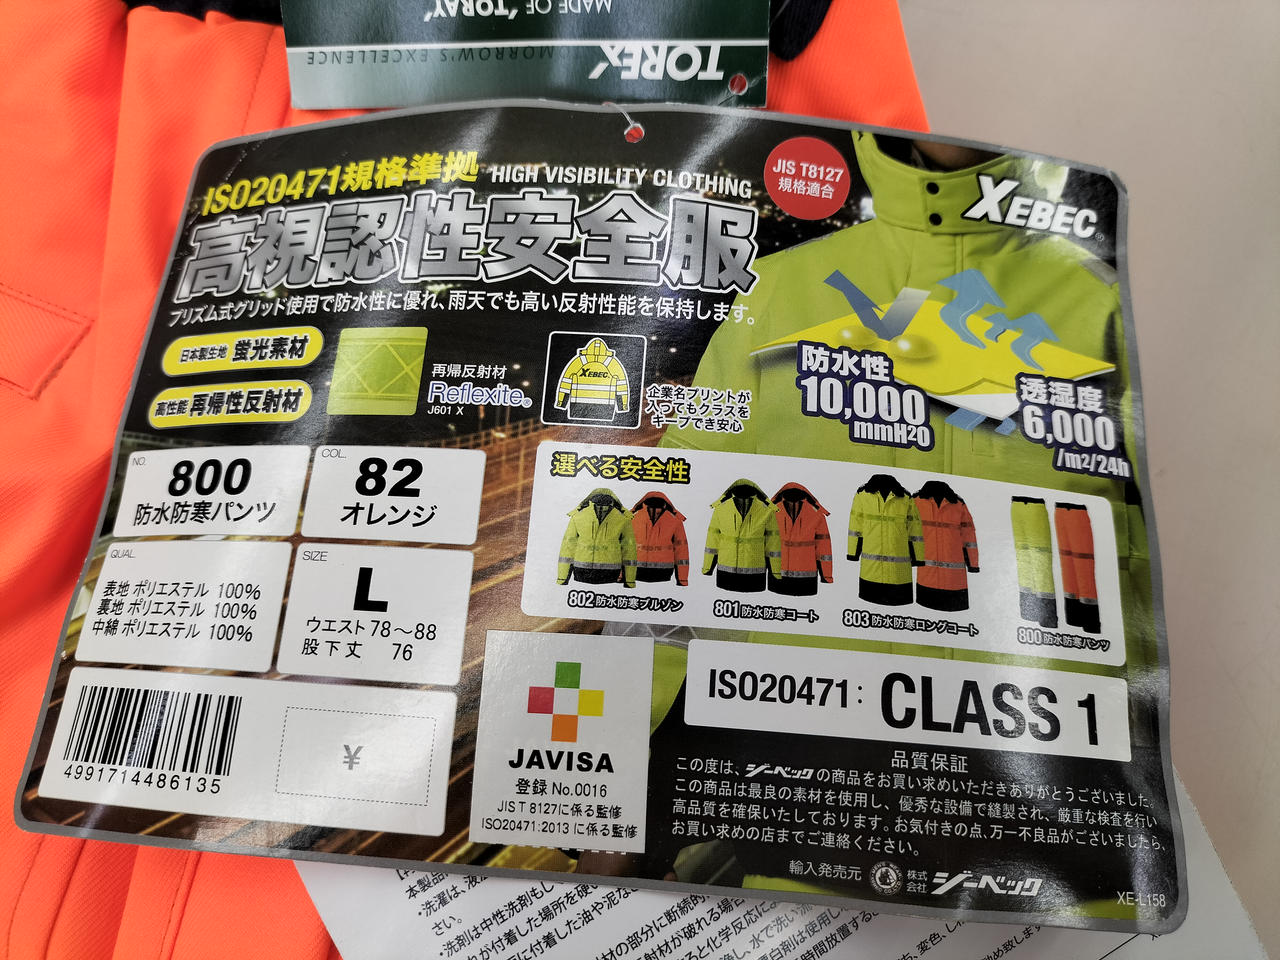 MADE OF 'TORAY'
MORROW'S EXCELLENCE
TOREX
ISO20471規格準拠 HIGH VISIBILITY CLOTHING
高視認性安全服
プリズム式グリッド使用で防水性に優れ、雨天でも高い反射性能を保持します。
JIS T8127
規格適合
XEBEC®
日本製生地 蛍光素材
高性能 再帰性反射材
再帰反射材
Reflexite®
J601 X
XEBEC
企業名プリントが
入ってもクラスを
キープでき安心
防水性
10,000
mmH2O
透湿度
6,000
/m2/24h
NO.
800
防水防寒パンツ
COL.
82
オレンジ
QUAL.
表地 ポリエステル 100%
裏地 ポリエステル 100%
中綿 ポリエステル 100%
SIZE
L
ウエスト 78～88
股下丈 76
選べる安全性
802防水防寒ブルゾン
801防水防寒コート
803防水防寒ロングコート
800防水防寒パンツ
4991714486135
¥
JAVISA
登録 No.0016
JIS T 8127に係る監修
ISO20471:2013 に係る監修
ISO20471: CLASS 1
品質保証
この度は、ジーベックの商品をお買い求めいただきありがとうございました。
この商品は最良の素材を使用し、優秀な設備で縫製され、厳重な検査を行い
高品質を確保いたしております。お気付きの点、万一不良品がございましたら、
お買い求めの店までご連絡ください。
輸入発売元 株式会社 ジーベック
XE-L158